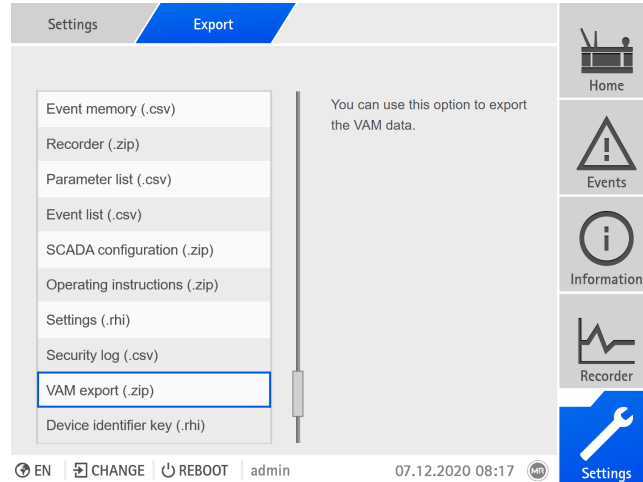 Settings
Export
Event memory (.csv)
Recorder (.zip)
Parameter list (.csv)
Event list (.csv)
SCADA configuration (.zip)
Operating instructions (.zip)
Settings (.rhi)
Security log (.csv)
VAM export (.zip)
Device identifier key (.rhi)
You can use this option to export
the VAM data.
Home
Events
Information
Recorder
Settings
EN
CHANGE
REBOOT
admin
07.12.2020 08:17
MR